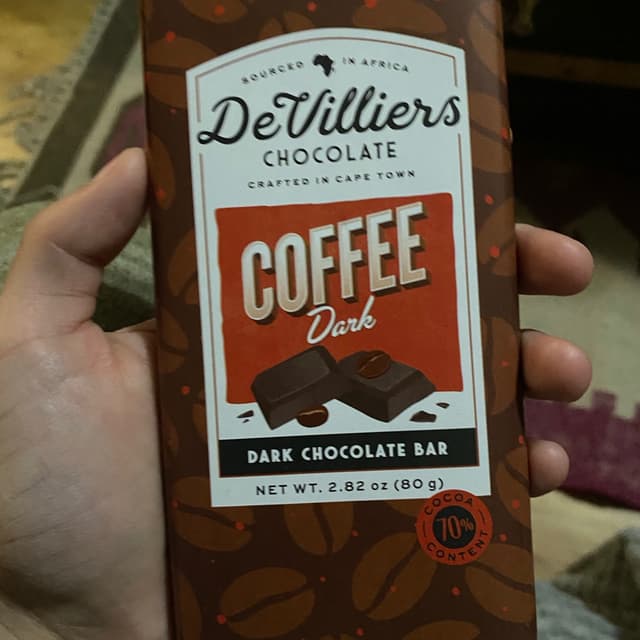 SOURCED IN AFRICA
DeVilliers
CHOCOLATE
CRAFTED IN CAPE TOWN
COFFEE
Dark
DARK CHOCOLATE BAR
NET WT. 2.82 oz (80 g)
COCOA
70%
CONTENT